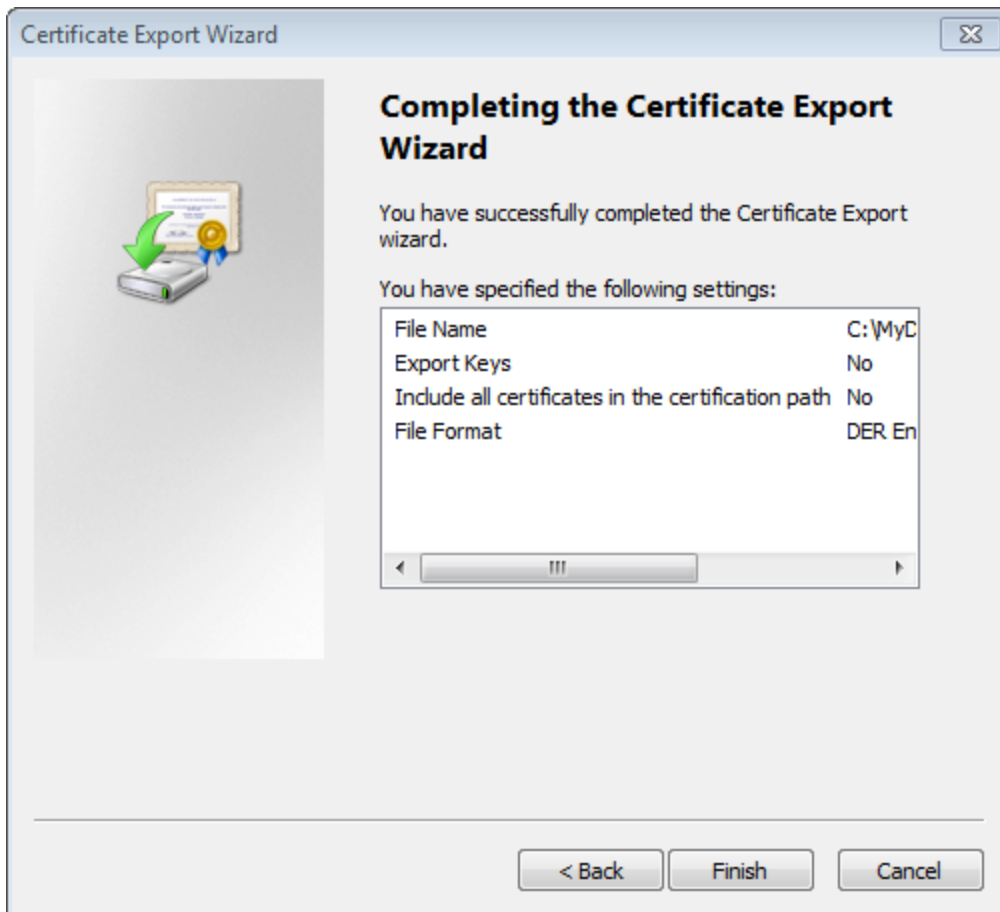 Certificate Export Wizard
Completing the Certificate Export
Wizard
You have successfully completed the Certificate Export
wizard.
You have specified the following settings:
File Name C:\MyD
Export Keys No
Include all certificates in the certification path No
File Format DER En
< Back Finish Cancel